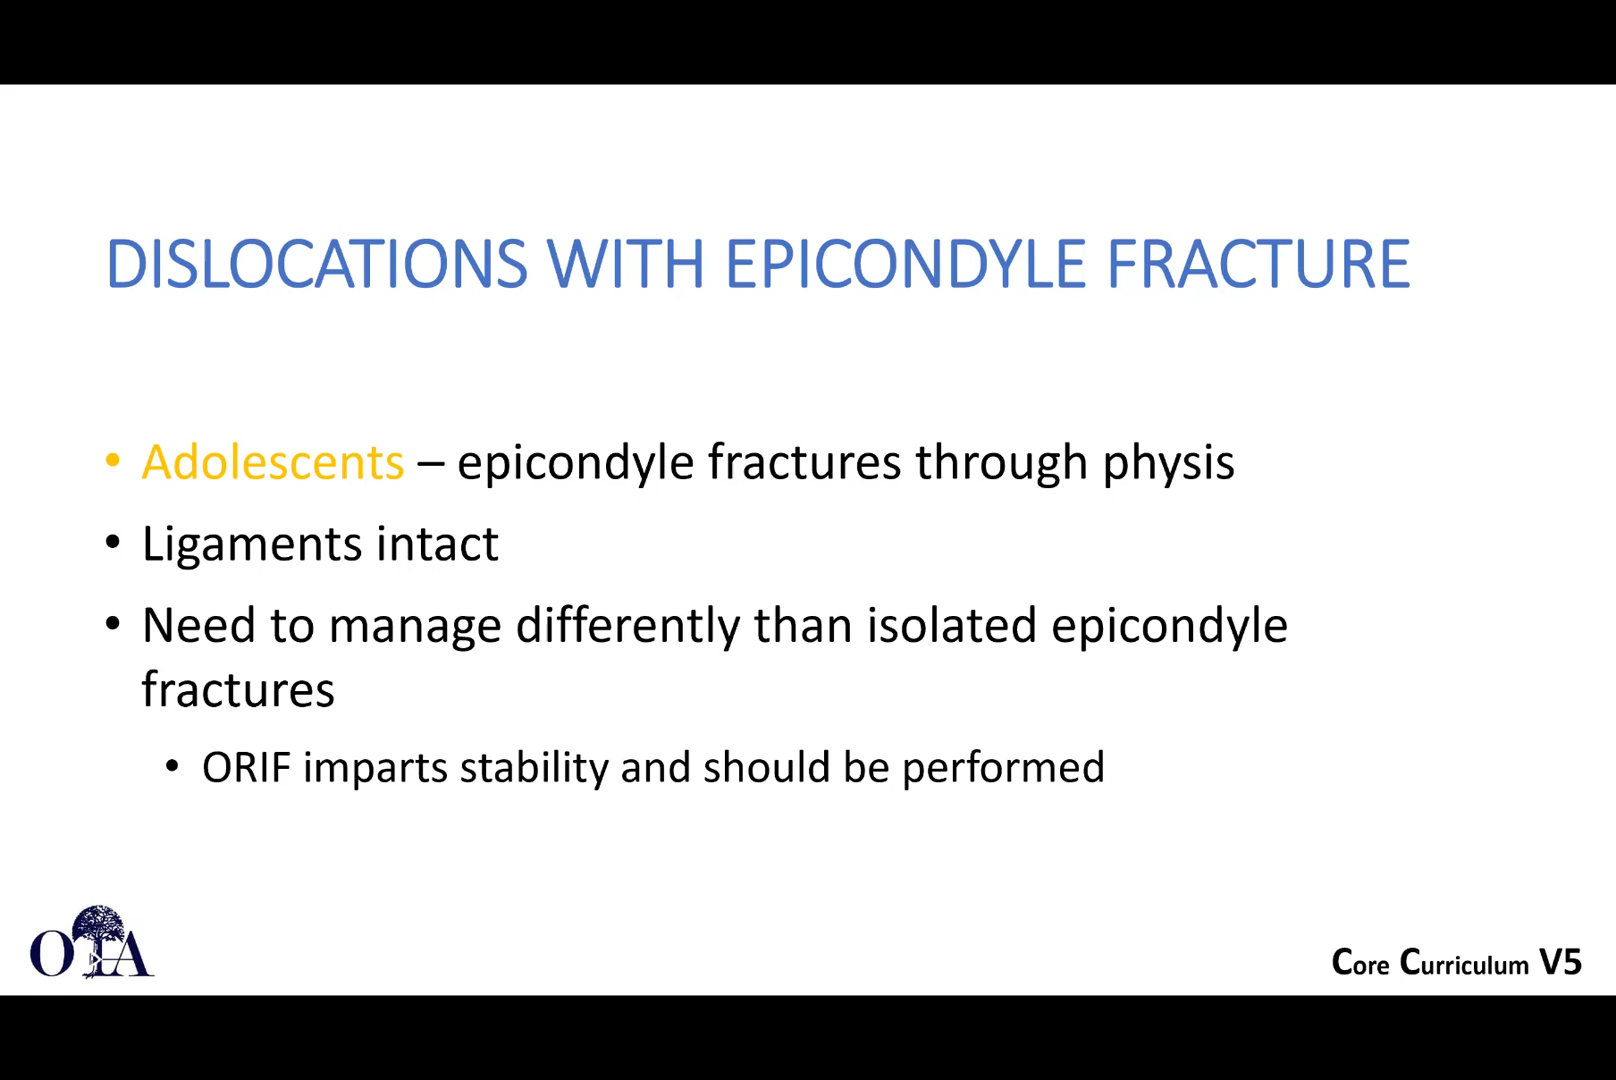 DISLOCATIONS WITH EPICONDYLE FRACTURE
• Adolescents – epicondyle fractures through physis
• Ligaments intact
• Need to manage differently than isolated epicondyle
fractures
• ORIF imparts stability and should be performed
OTA
Core Curriculum V5